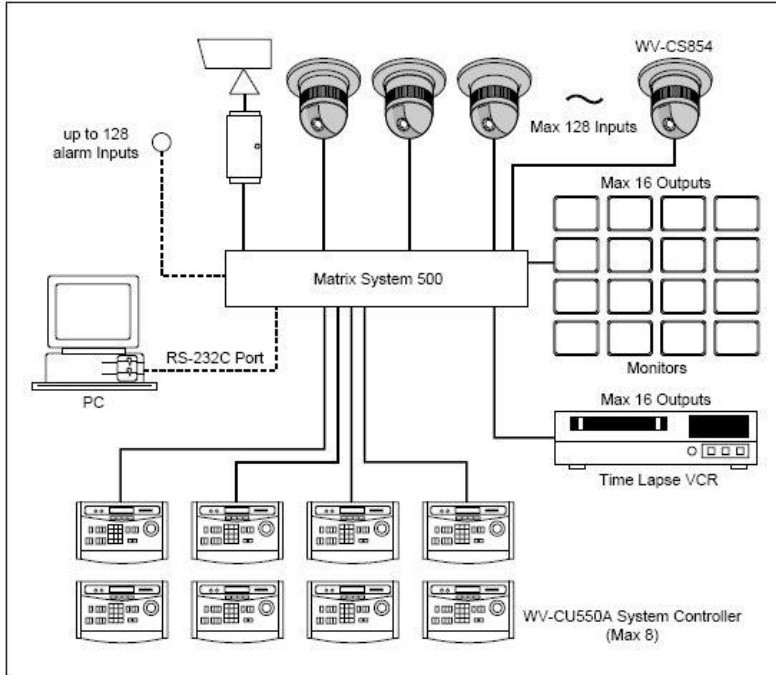 WV-CS854
up to 128
alarm Inputs
Max 128 Inputs
Max 16 Outputs
Matrix System 500
RS-232C Port
PC
Monitors
Max 16 Outputs
Time Lapse VCR
WV-CU550A System Controller
(Max 8)